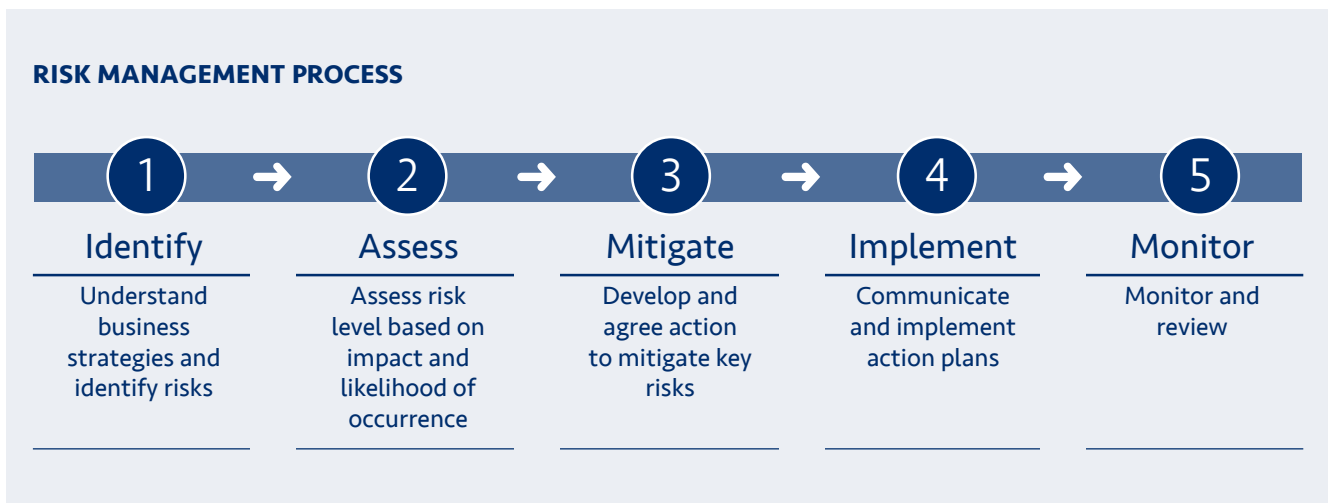 RISK MANAGEMENT PROCESS
1
2
3
4
5
Identify
Understand
business
strategies and
identify risks
Assess
Assess risk
level based on
impact and
likelihood of
occurrence
Mitigate
Develop and
agree action
to mitigate key
risks
Implement
Communicate
and implement
action plans
Monitor
Monitor and
review